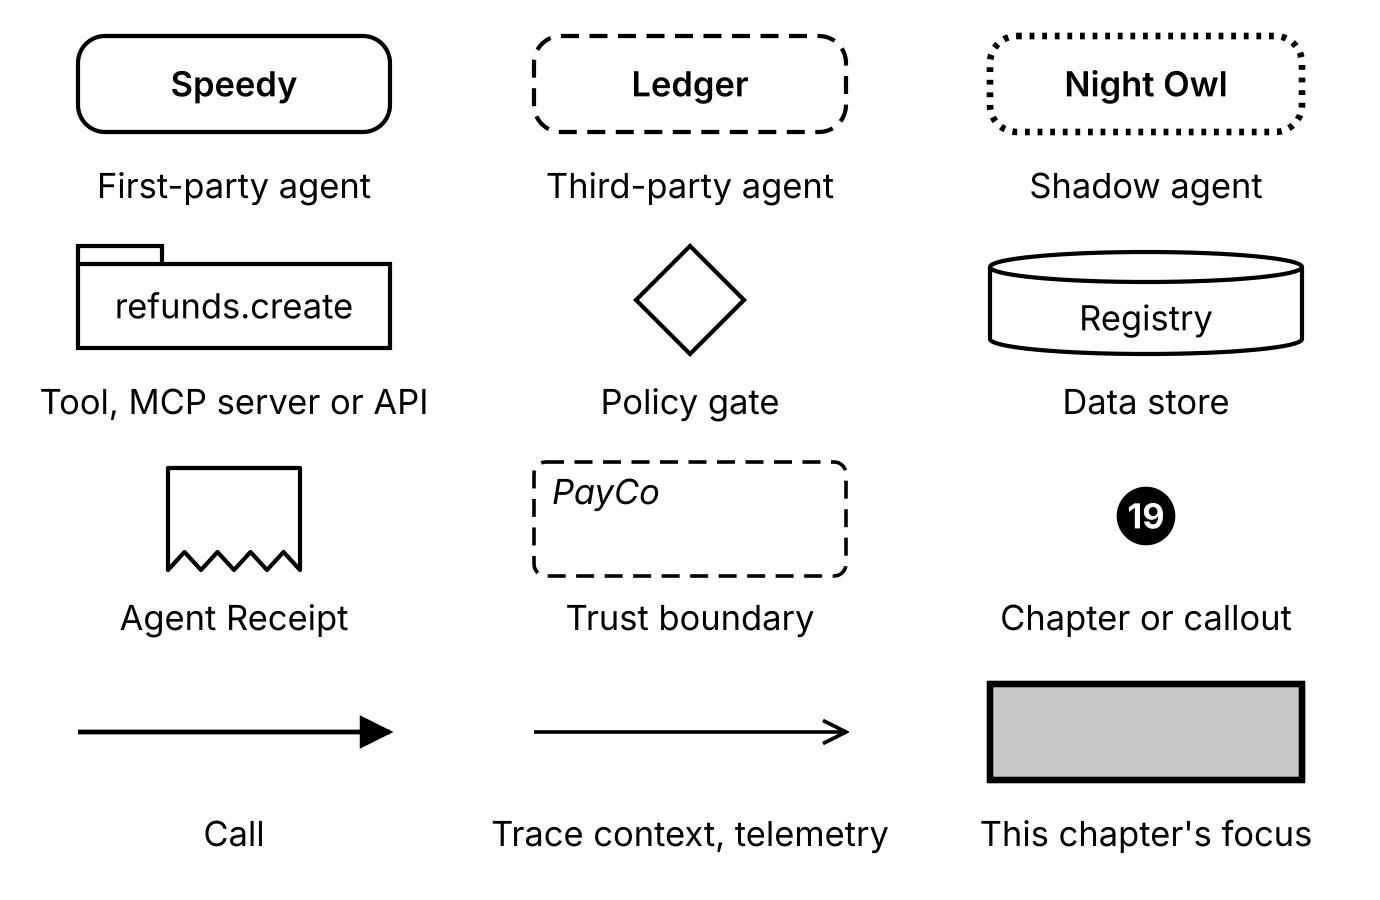 Speedy
Ledger
Night Owl
First-party agent
Third-party agent
Shadow agent
refunds.create
Registry
Tool, MCP server or API
Policy gate
Data store
PayCo
19
Agent Receipt
Trust boundary
Chapter or callout
Call
Trace context, telemetry
This chapter's focus